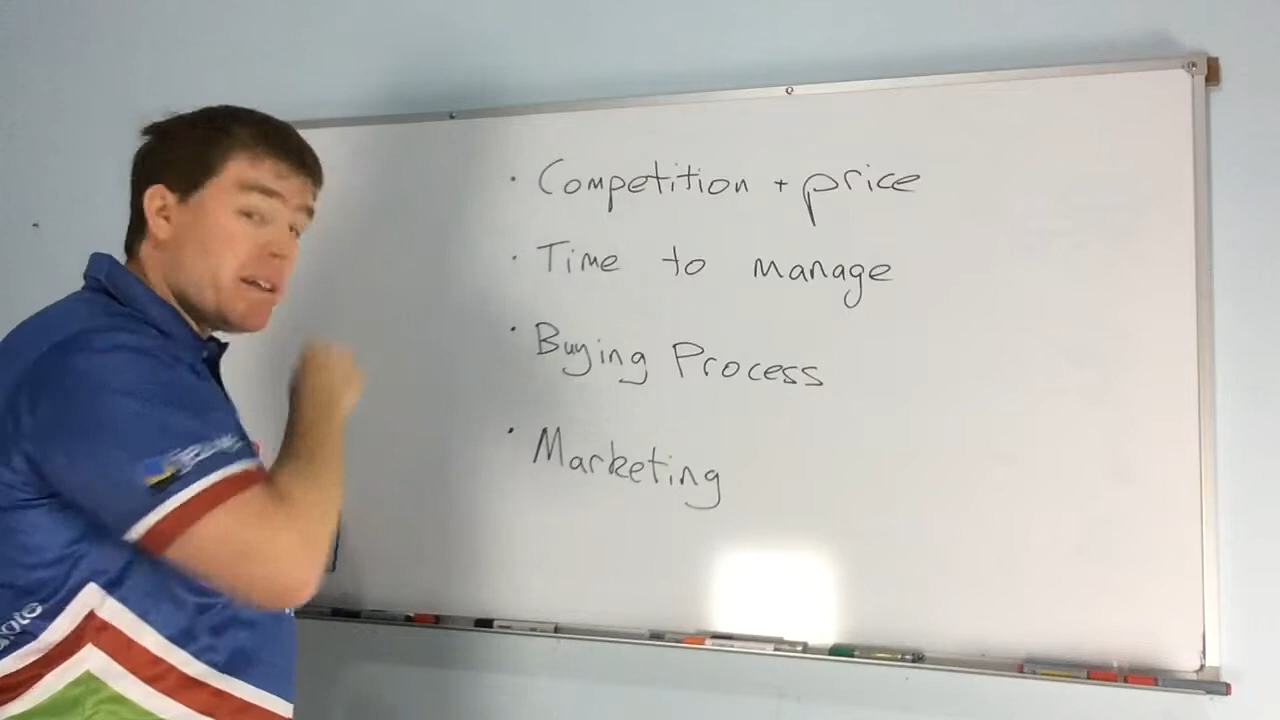 · Competition + price
· Time to manage
· Buying Process
· Marketing